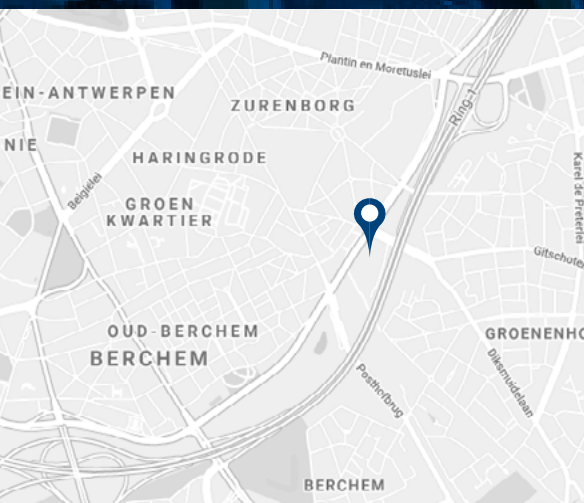 Plantin en Moretuslei
EIN-ANTWERPEN
ZURENBORG
Ring-1
NIE
HARINGRODE
Karel de Preterlei
Belgiëlei
GROEN
KWARTIER
Gitschotel
OUD-BERCHEM
GROENENHO
BERCHEM
Diksmuidelaan
Posthofbrug
BERCHEM